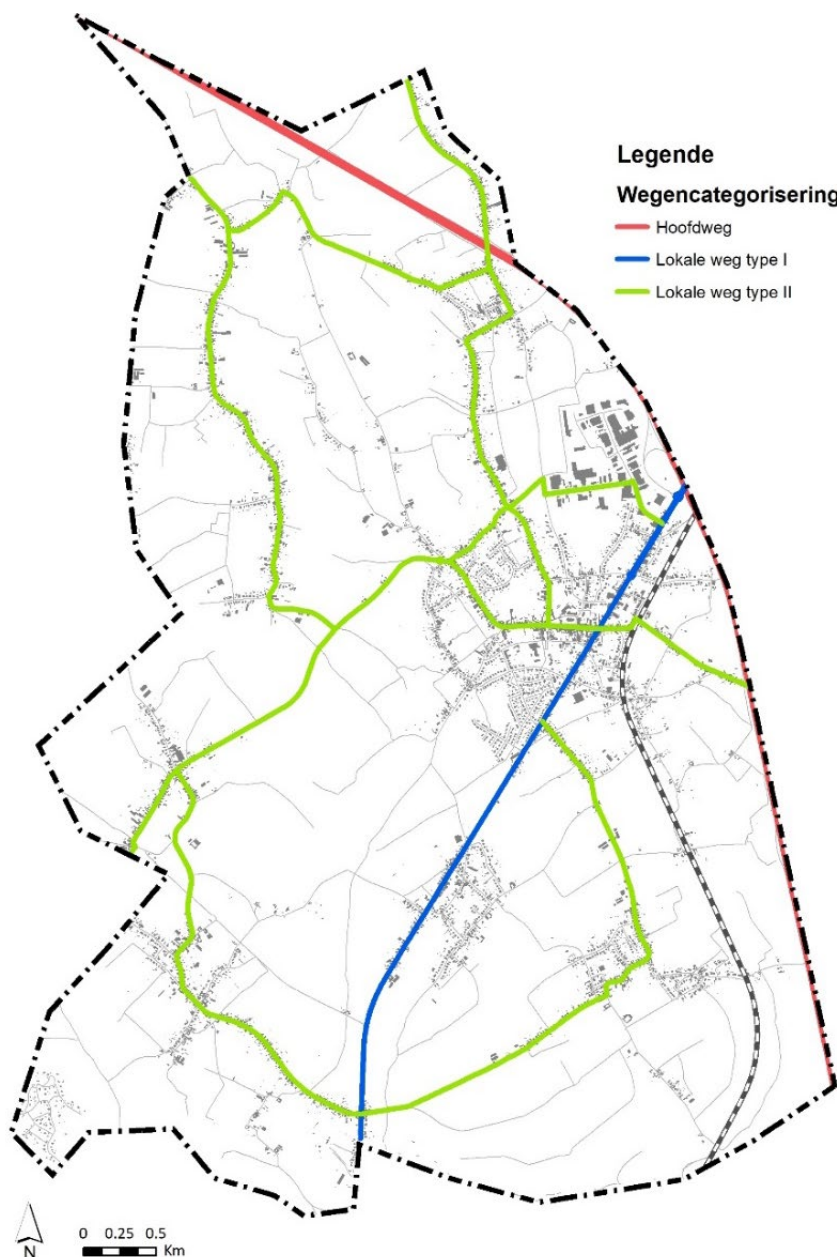 Legende
Wegencategorisering
Hoofdweg
Lokale weg type I
Lokale weg type II
N
0 0.25 0.5
Km